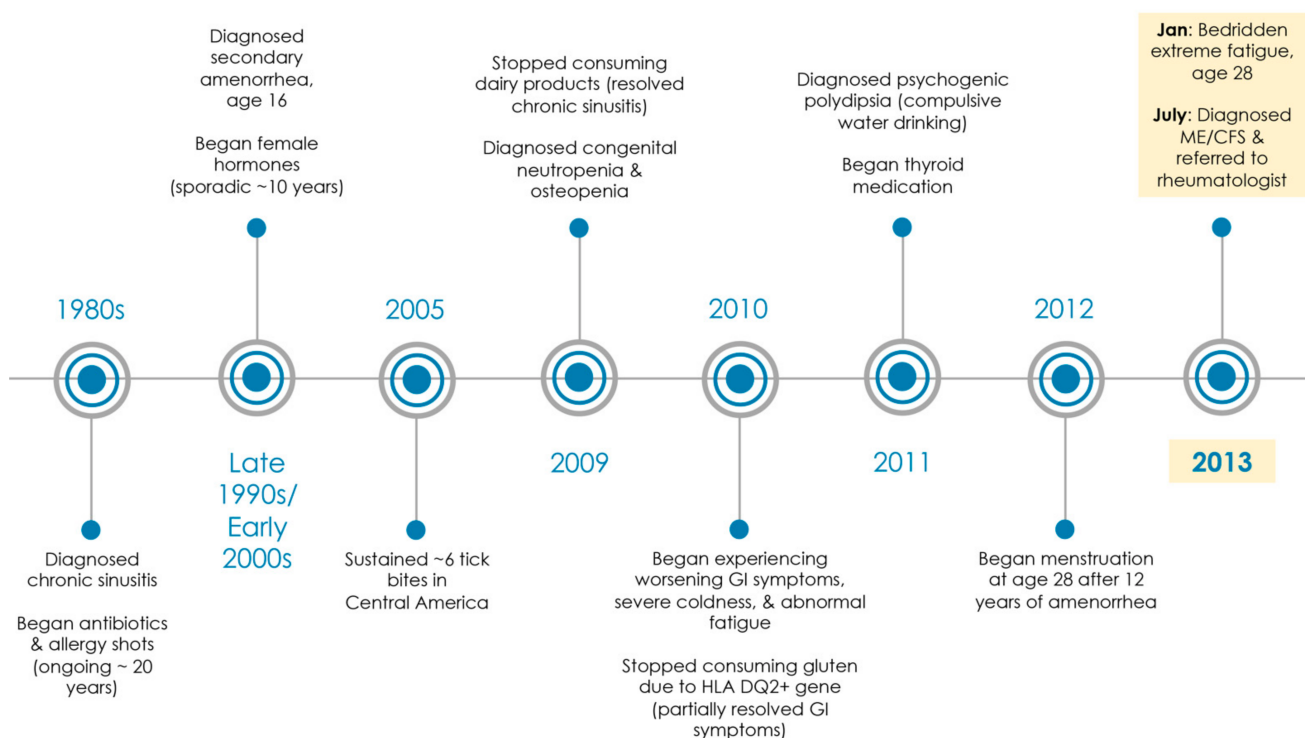 1980s
Diagnosed
chronic sinusitis
Began antibiotics
& allergy shots
(ongoing ~ 20
years)
Diagnosed
secondary
amenorrhea,
age 16
Began female
hormones
(sporadic ~10 years)
Late
1990s/
Early
2000s
2005
Sustained ~6 tick
bites in
Central America
Stopped consuming
dairy products (resolved
chronic sinusitis)
Diagnosed congenital
neutropenia &
osteopenia
2009
2010
Began experiencing
worsening GI symptoms,
severe coldness, & abnormal
fatigue
Stopped consuming gluten
due to HLA DQ2+ gene
(partially resolved GI
symptoms)
Diagnosed psychogenic
polydipsia (compulsive
water drinking)
Began thyroid
medication
2011
2012
Began menstruation
at age 28 after 12
years of amenorrhea
Jan: Bedridden
extreme fatigue,
age 28
July: Diagnosed
ME/CFS &
referred to
rheumatologist
2013